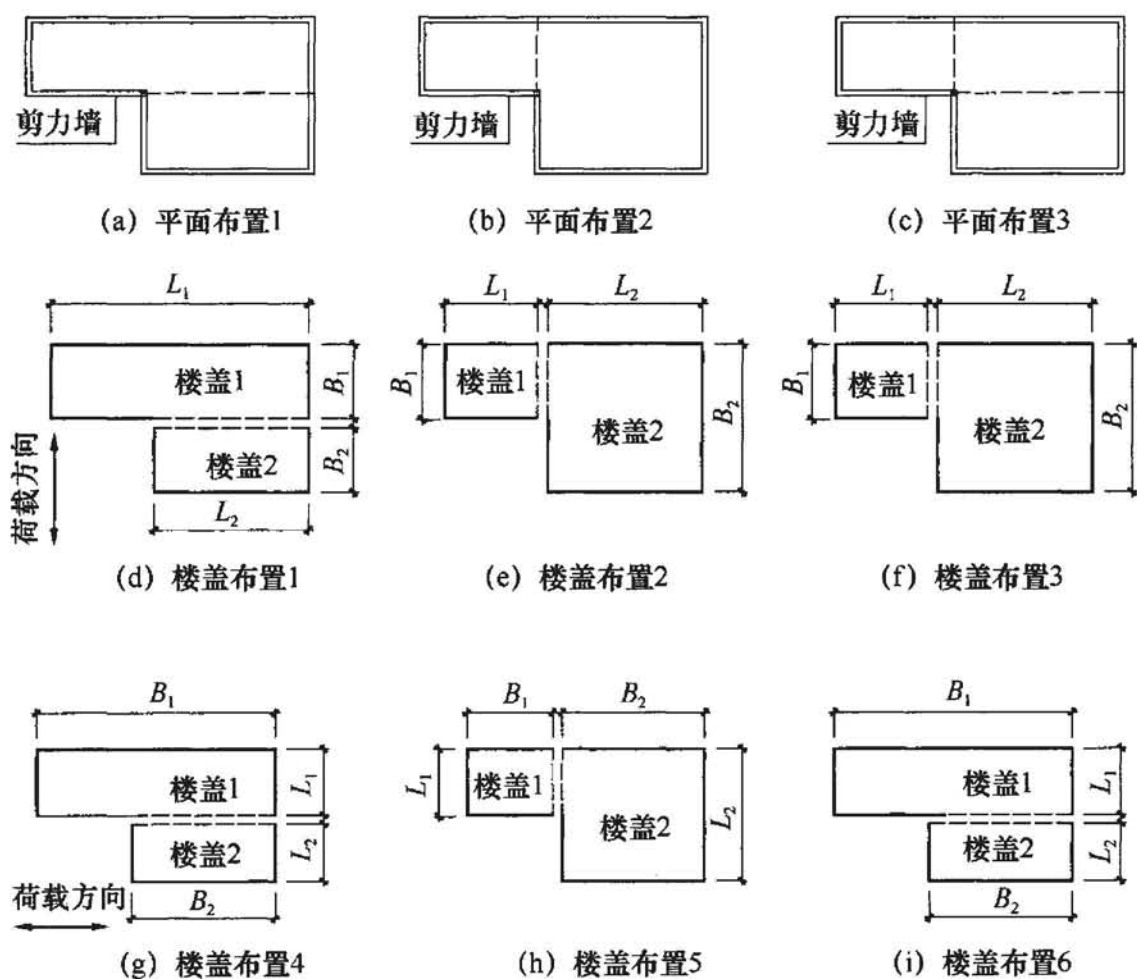 剪力墙
剪力墙
剪力墙
(a) 平面布置1
(b) 平面布置2
(c) 平面布置3
L₁
L₁
L₂
L₁
L₂
楼盖1
B₁
B₁
楼盖1
楼盖2
B₂
B₁
楼盖1
楼盖2
B₂
荷载方向
楼盖2
B₂
L₂
(d) 楼盖布置1
(e) 楼盖布置2
(f) 楼盖布置3
B₁
B₁
B₂
B₁
楼盖1
L₁
L₁
楼盖1
楼盖2
L₂
楼盖1
L₁
楼盖2
L₂
楼盖2
L₂
荷载方向
B₂
B₂
(g) 楼盖布置4
(h) 楼盖布置5
(i) 楼盖布置6